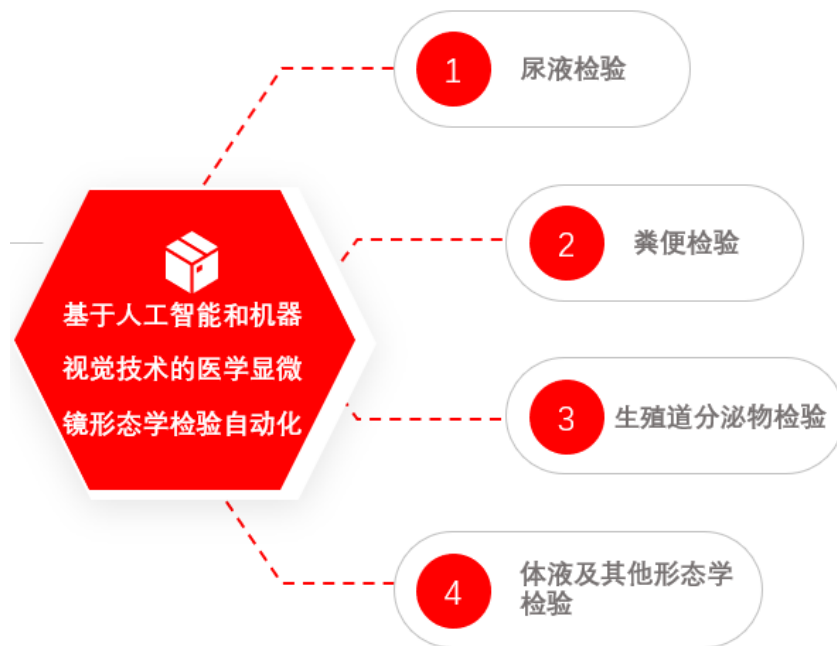 1
尿液检验
2
粪便检验
基于人工智能和机器
视觉技术的医学显微
镜形态学检验自动化
3
生殖道分泌物检验
4
体液及其他形态学
检验